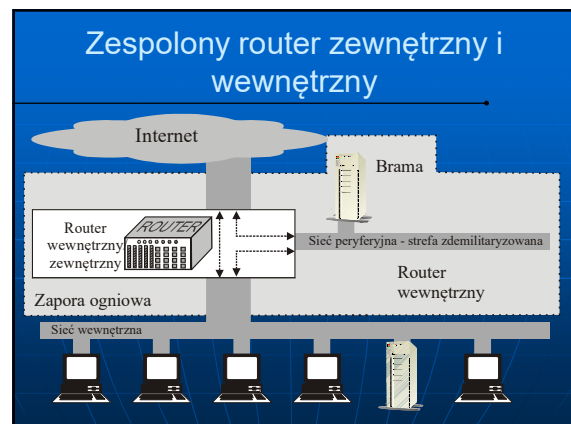 Zespolony router zewnętrzny i
wewnętrzny
Internet
Brama
Router
wewnętrzny
zewnętrzny
ROUTER
Sieć peryferyjna - strefa zdemilitaryzowana
Router
wewnętrzny
Zapora ogniowa
Sieć wewnętrzna